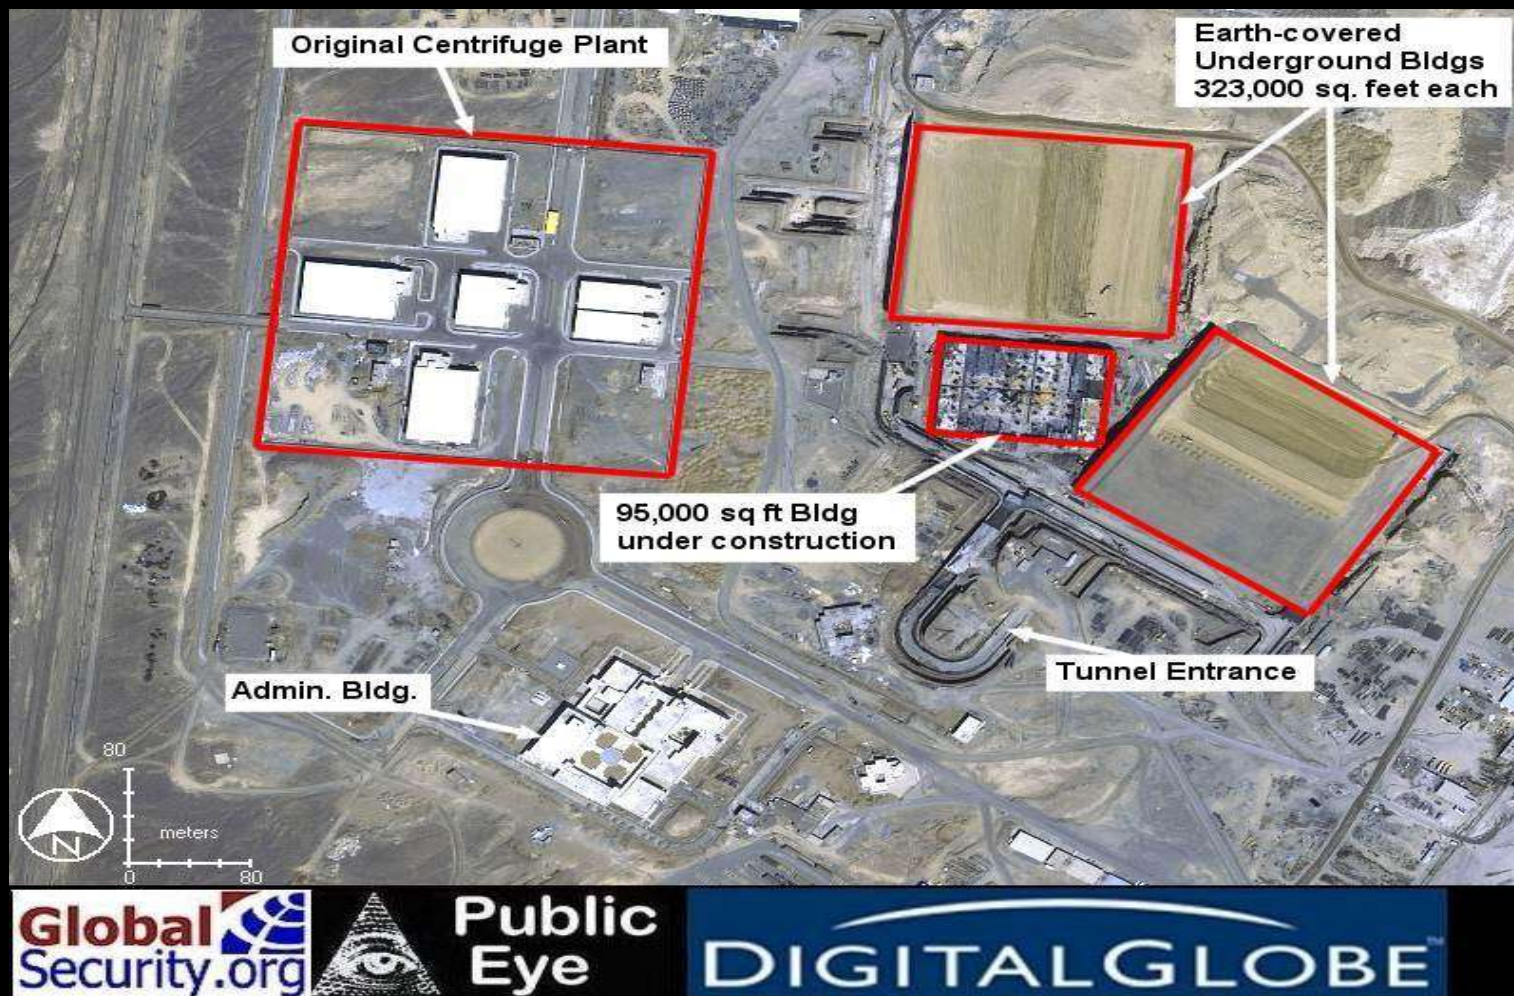 Original Centrifuge Plant
Earth-covered
Underground Bldgs
323,000 sq. feet each
95,000 sq ft Bldg
under construction
Tunnel Entrance
Admin. Bldg.
80
meters
N
0
80
Global
Security.org
Public
Eye
DIGITALGLOBE™